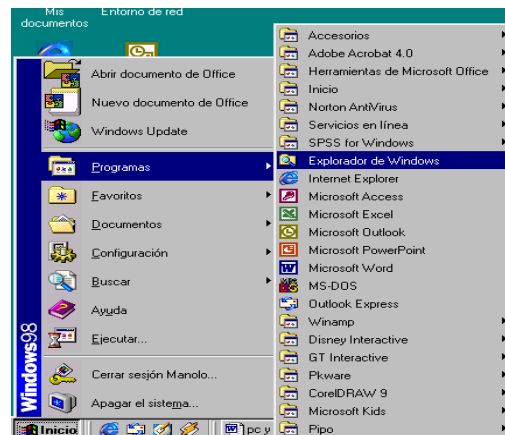 Mis
documentos
Entorno de red
Abrir documento de Office
Nuevo documento de Office
Windows Update
Programas
Favoritos
Documentos
Configuración
Buscar
Ayuda
Ejecutar...
Cerrar sesión Manolo...
Apagar el sistema...
Windows98
Accesorios
Adobe Acrobat 4.0
Herramientas de Microsoft Office
Inicio
Norton AntiVirus
Servicios en línea
SPSS for Windows
Explorador de Windows
Internet Explorer
Microsoft Access
Microsoft Excel
Microsoft Outlook
Microsoft PowerPoint
Microsoft Word
MS-DOS
Outlook Express
Winamp
Disney Interactive
GT Interactive
Pkware
CorelDRAW 9
Microsoft Kids
Pipo
Inicio
pc y